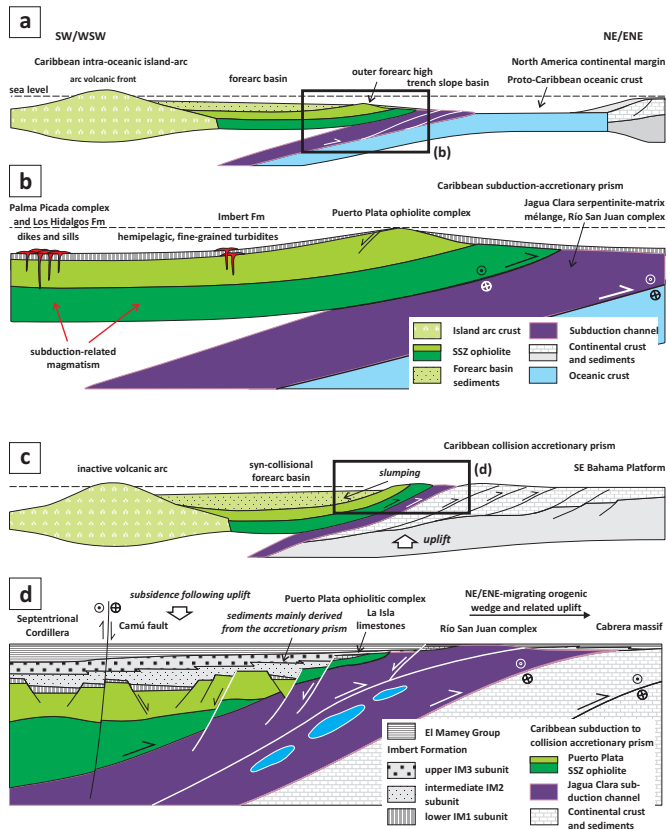 a
SW/WSW
NE/ENE
Caribbean intra-oceanic island-arc
North America continental margin
arc volcanic front
forearc basin
outer forearc high
trench slope basin
Proto-Caribbean oceanic crust
sea level
(b)
b
Caribbean subduction-accretionary prism
Palma Picada complex
and Los Hidalgos Fm
dikes and sills
Imbert Fm
hemipelagic, fine-grained turbidites
Puerto Plata ophiolite complex
Jagua Clara serpentinite-matrix
mélange, Río San Juan complex
subduction-related
magmatism
Island arc crust
SSZ ophiolite
Forearc basin
sediments
Subduction channel
Continental crust
and sediments
Oceanic crust
c
Caribbean collision accretionary prism
inactive volcanic arc
syn-collisional
forearc basin
slumping
(d)
SE Bahama Platform
uplift
d
subsidence following uplift
Puerto Plata ophiolitic complex
NE/ENE-migrating orogenic
wedge and related uplift
Septentrional
Cordillera
Camú fault
sediments mainly derived
from the accretionary prism
La Isla
limestones
Río San Juan complex
Cabrera massif
El Mamey Group
Imbert Formation
upper IM3 subunit
intermediate IM2
subunit
lower IM1 subunit
Caribbean subduction to
collision accretionary prism
Puerto Plata
SSZ ophiolite
Jagua Clara sub-
duction channel
Continental crust
and sediments